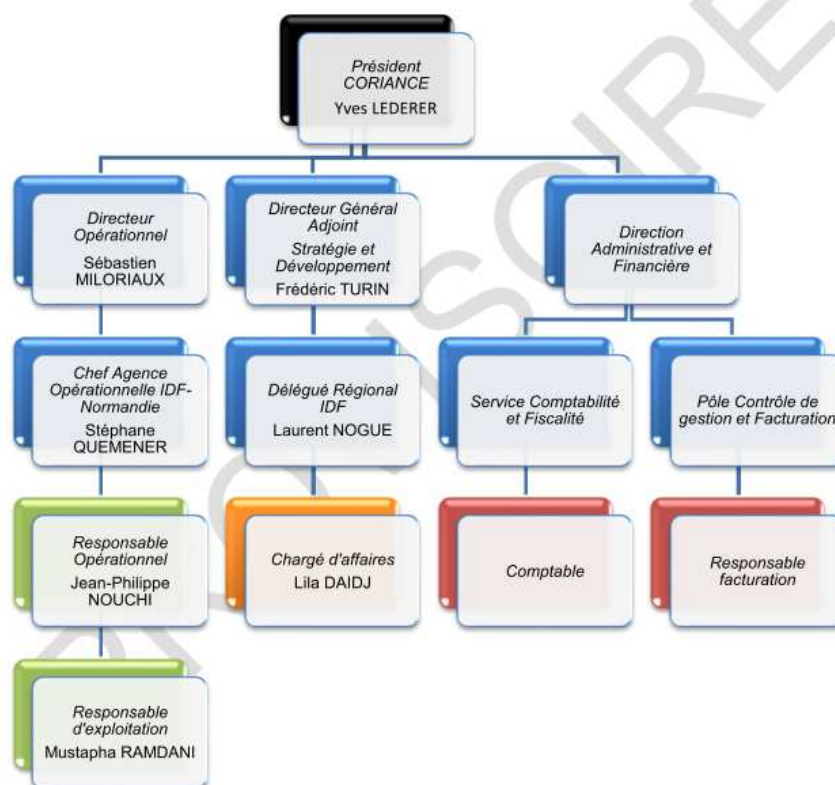 Président
CORIANCE
Yves LEDERER
Directeur
Opérationnel
Sébastien
MILORIAUX
Directeur Général
Adjoint
Stratégie et
Développement
Frédéric TURIN
Direction
Administrative et
Financière
Chef Agence
Opérationnelle IDF-
Normandie
Stéphane
QUEMENER
Délégué Régional
IDF
Laurent NOGUE
Service Comptabilité
et Fiscalité
Pôle Contrôle de
gestion et Facturation
Responsable
Opérationnel
Jean-Philippe
NOUCHI
Chargé d'affaires
Lila DAIDJ
Comptable
Responsable
facturation
Responsable
d'exploitation
Mustapha RAMDANI
PROVISOIRE